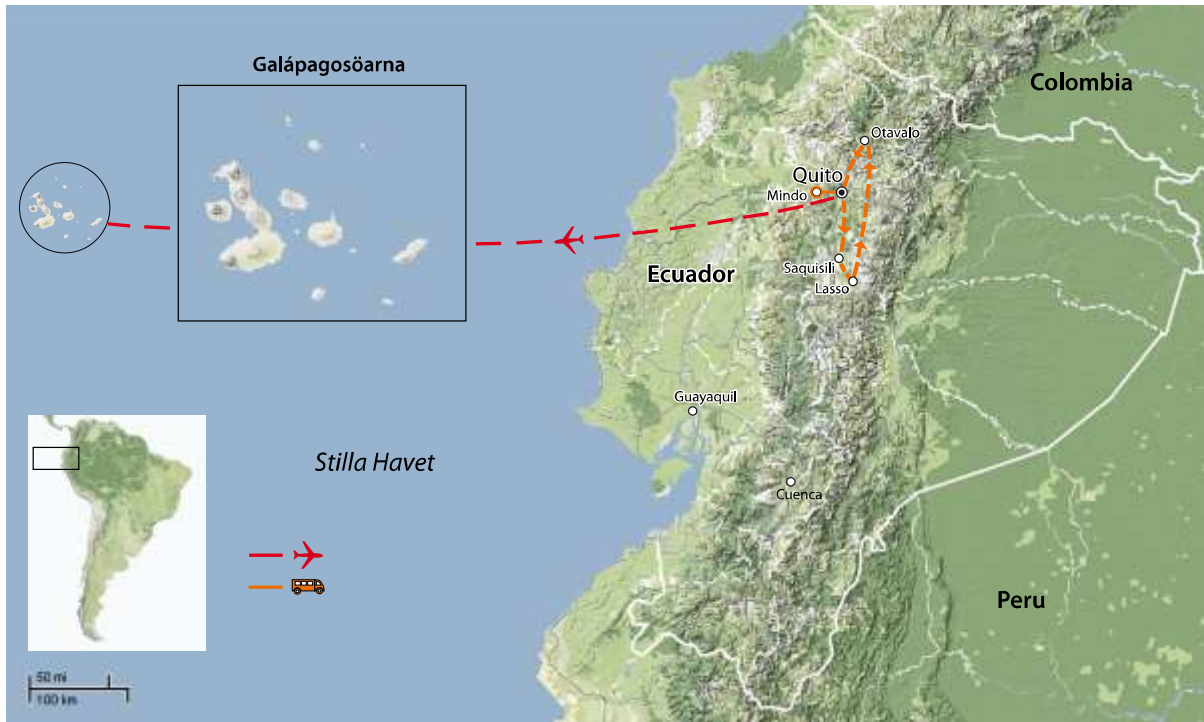 Galápagosöarna
Colombia
Otavalo
Quito
Mindo
Saquisili
Ecuador
Lasso
Guayaquil
Stilla Havet
Cuenca
Peru
50 mi
100 km